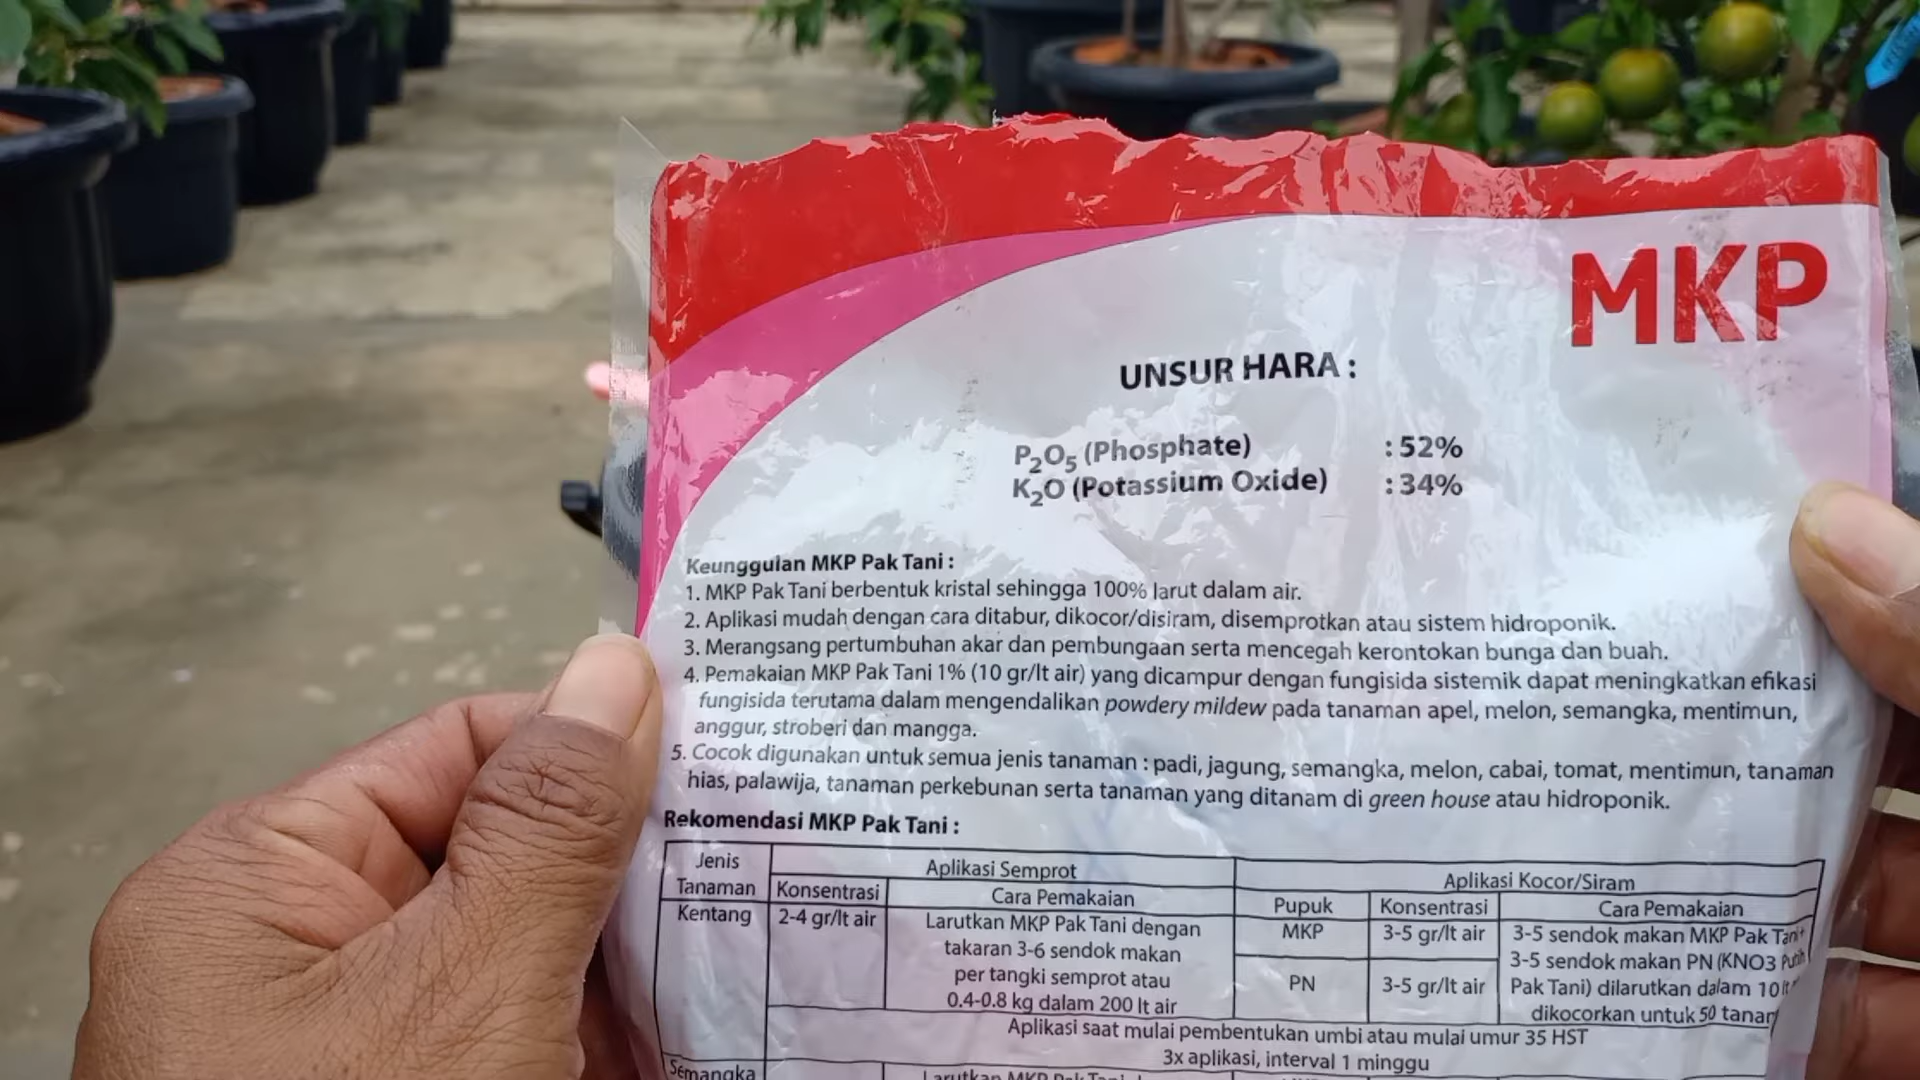 MKP
UNSUR HARA :
P2O5 (Phosphate) : 52%
K2O (Potassium Oxide) : 34%
Keunggulan MKP Pak Tani :
1. MKP Pak Tani berbentuk kristal sehingga 100% larut dalam air.
2. Aplikasi mudah dengan cara ditabur, dikocor/disiram, disemprotkan atau sistem hidroponik.
3. Merangsang pertumbuhan akar dan pembungaan serta mencegah kerontokan bunga dan buah.
4. Pemakaian MKP Pak Tani 1% (10 gr/lt air) yang dicampur dengan fungisida sistemik dapat meningkatkan efikasi
fungisida terutama dalam mengendalikan powdery mildew pada tanaman apel, melon, semangka, mentimun,
anggur, stroberi dan mangga.
5. Cocok digunakan untuk semua jenis tanaman : padi, jagung, semangka, melon, cabai, tomat, mentimun, tanaman
hias, palawija, tanaman perkebunan serta tanaman yang ditanam di green house atau hidroponik.
Rekomendasi MKP Pak Tani :
Jenis
Tanaman
Aplikasi Semprot
Aplikasi Kocor/Siram
Konsentrasi
Cara Pemakaian
Pupuk
Konsentrasi
Cara Pemakaian
Kentang
2-4 gr/lt air
Larutkan MKP Pak Tani dengan
takaran 3-6 sendok makan
per tangki semprot atau
0.4-0.8 kg dalam 200 lt air
MKP
3-5 gr/lt air
PN
3-5 gr/lt air
3-5 sendok makan MKP Pak Tani+
3-5 sendok makan PN (KNO3 Putih
Pak Tani) dilarutkan dalam 10 lt
dikocorkan untuk 50 tanam
Aplikasi saat mulai pembentukan umbi atau mulai umur 35 HST
3x aplikasi, interval 1 minggu
Semangka
Larutkan MKP Pak Tani